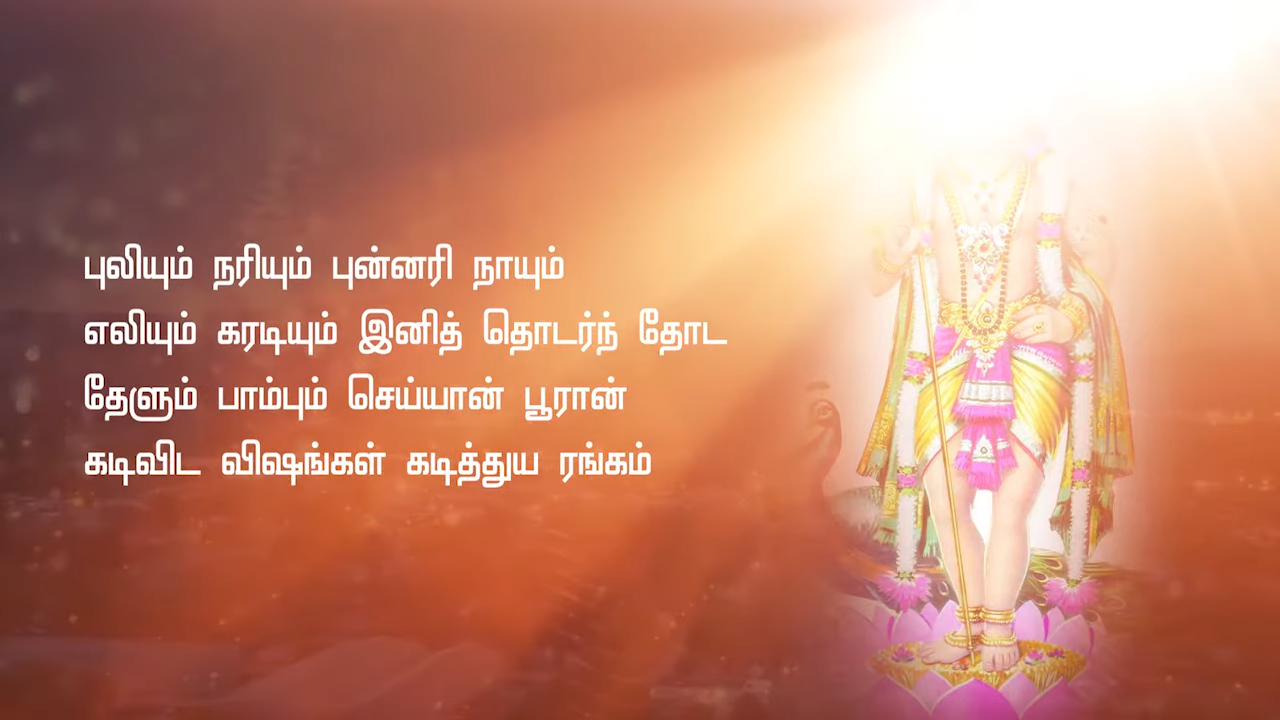 புலியும் நரியும் புன்னரி நாயும்
எலியும் கரடியும் இனித் தொடர்ந் தோட
தேளும் பாம்பும் செய்யான் பூரான்
கடிவிட விஷங்கள் கடித்துய ரங்கம்